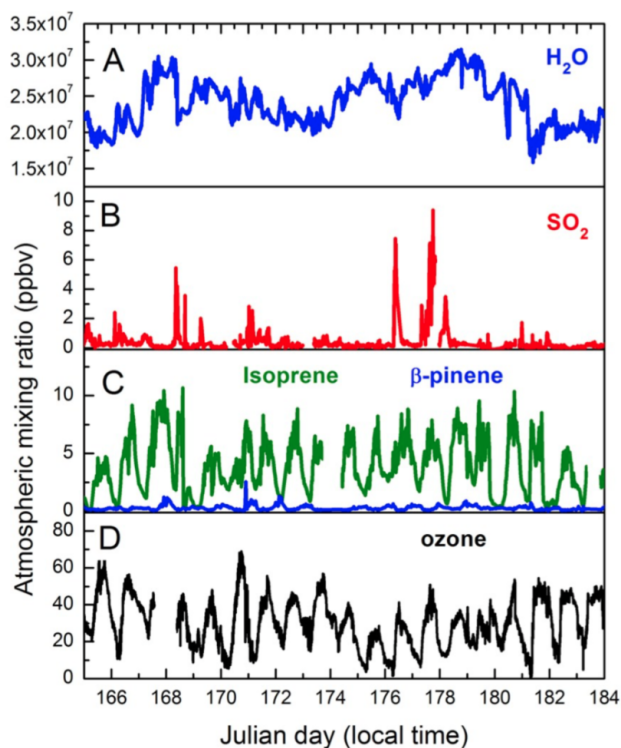 Atmospheric mixing ratio (ppbv)
3.5x10⁷
3.0x10⁷
2.5x10⁷
2.0x10⁷
1.5x10⁷
A
H₂O
10
8
6
4
2
0
B
SO₂
10
5
0
C
Isoprene
β-pinene
80
60
40
20
0
D
ozone
166 168 170 172 174 176 178 180 182 184
Julian day (local time)